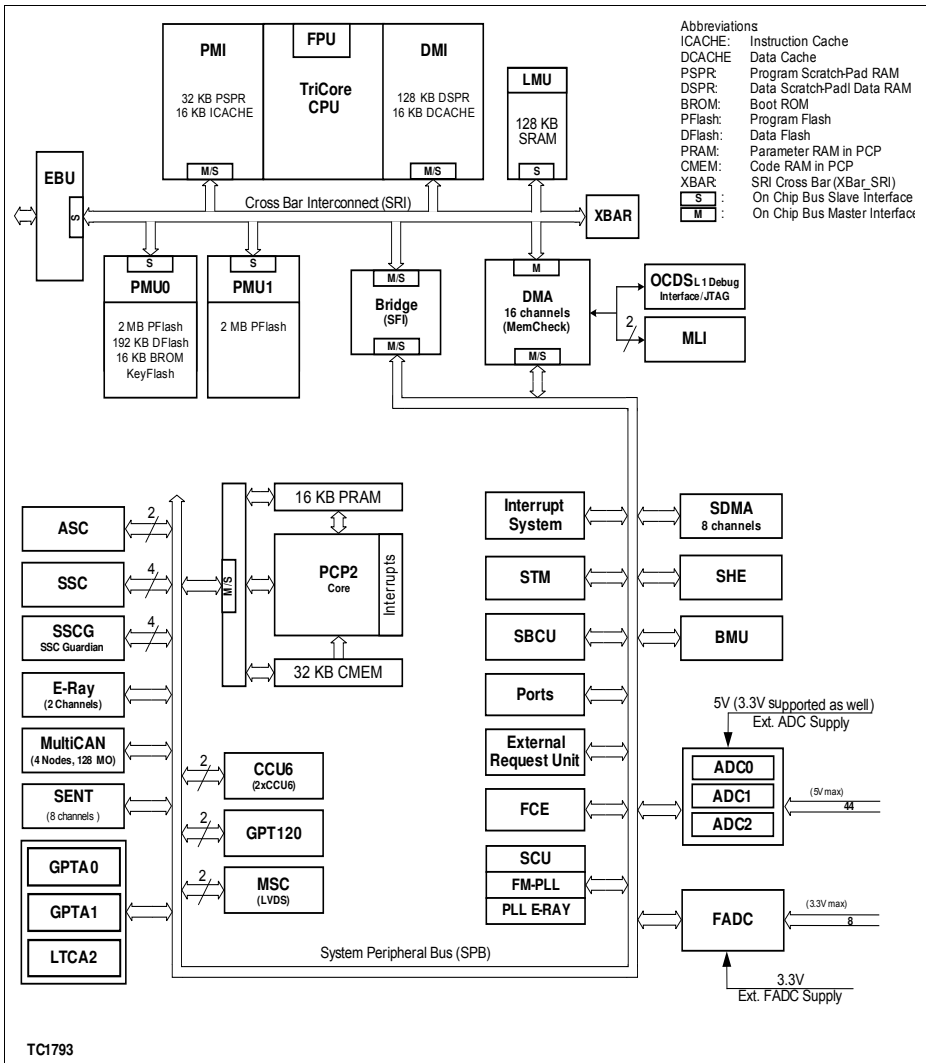 PMI
32 KB PSPR
16 KB ICACHE
M/S
FPU
TriCore
CPU
DMI
128 KB DSPR
16 KB DCACHE
M/S
LMU
128 KB
SRAM
S
Abbreviations:
ICACHE: Instruction Cache
DCACHE Data Cache
PSPR: Program Scratch-Pad RAM
DSPR: Data Scratch-Padl Data RAM
BROM: Boot ROM
PFlash: Program Flash
DFlash: Data Flash
PRAM: Parameter RAM in PCP
CMEM: Code RAM in PCP
XBAR: SRI Cross Bar (XBar_SRI)
S : On Chip Bus Slave Interface
M : On Chip Bus Master Interface
EBU
S
Cross Bar Interconnect (SRI)
XBAR
S
PMU0
2 MB PFlash
192 KB DFlash
16 KB BROM
KeyFlash
S
PMU1
2 MB PFlash
M/S
Bridge
(SFI)
M/S
M
DMA
16 channels
(MemCheck)
M/S
OCDS L1 Debug
Interface/JTAG
2
MLI
ASC
2
SSC
4
SSCG
SSC Guardian
4
E-Ray
(2 Channels)
MultiCAN
(4 Nodes, 128 MO)
SENT
(8 channels )
GPTA0
GPTA1
LTCA2
M/S
16 KB PRAM
PCP2
Core
Interrupts
32 KB CMEM
2
CCU6
(2xCCU6)
2
GPT120
2
MSC
(LVDS)
Interrupt
System
STM
SBCU
Ports
External
Request Unit
FCE
SCU
FM-PLL
PLL E-RAY
SDMA
8 channels
SHE
BMU
5V (3.3V supported as well)
Ext. ADC Supply
ADC0
ADC1
ADC2
(5V max)
44
FADC
(3.3V max)
8
3.3V
Ext. FADC Supply
System Peripheral Bus (SPB)
TC1793